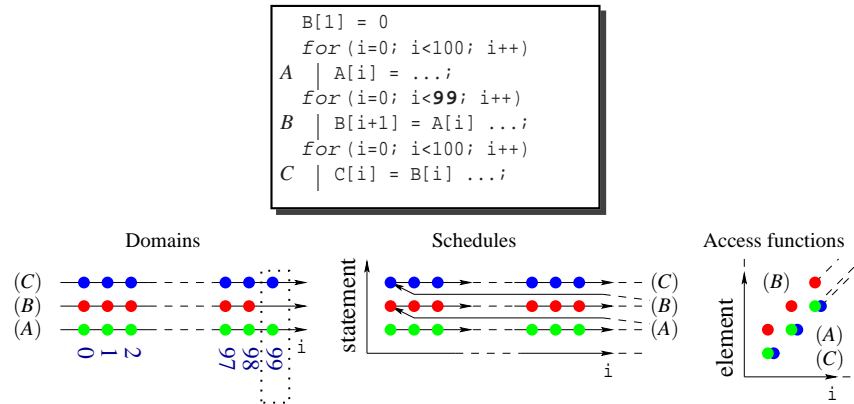 B[1] = 0
for (i=0; i<100; i++)
A | A[i] = ...;
for (i=0; i<99; i++)
B | B[i+1] = A[i] ...;
for (i=0; i<100; i++)
C | C[i] = B[i] ...;
Domains
(C)
(B)
(A)
i
0 1 2 97 98 99
Schedules
statement
(C)
(B)
(A)
i
Access functions
element
(B)
(A)
(C)
i